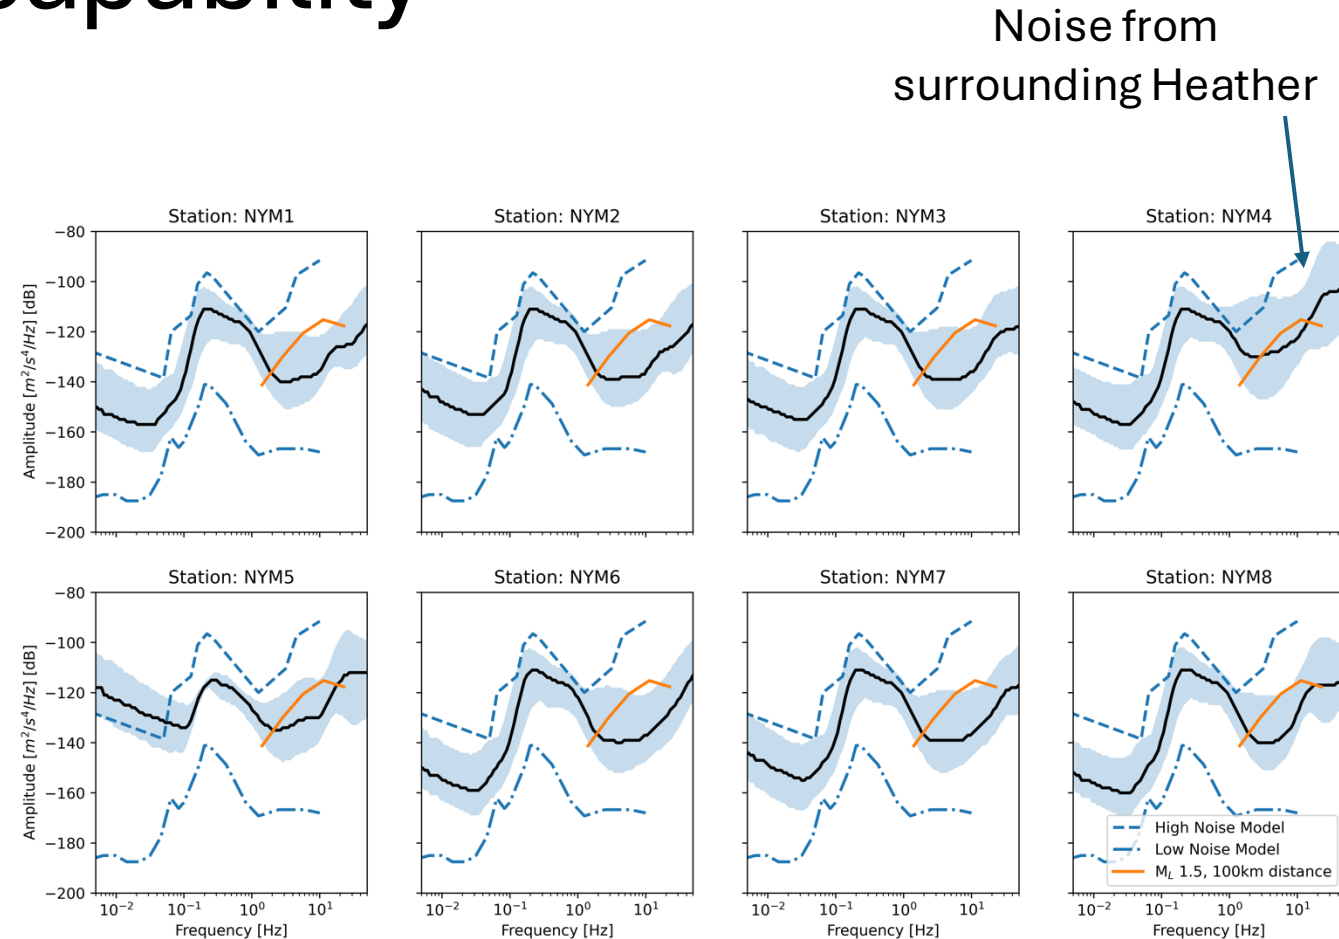 capability
Noise from
surrounding Heather
Station: NYM1
Station: NYM2
Station: NYM3
Station: NYM4
−80
−100
−120
−140
−160
−180
−200
Amplitude [m²/s⁴/Hz] [dB]
Station: NYM5
Station: NYM6
Station: NYM7
Station: NYM8
−80
−100
−120
−140
−160
−180
−200
Amplitude [m²/s⁴/Hz] [dB]
High Noise Model
Low Noise Model
M_L 1.5, 100km distance
10⁻² 10⁻¹ 10⁰ 10¹
10⁻² 10⁻¹ 10⁰ 10¹
10⁻² 10⁻¹ 10⁰ 10¹
10⁻² 10⁻¹ 10⁰ 10¹
Frequency [Hz]
Frequency [Hz]
Frequency [Hz]
Frequency [Hz]